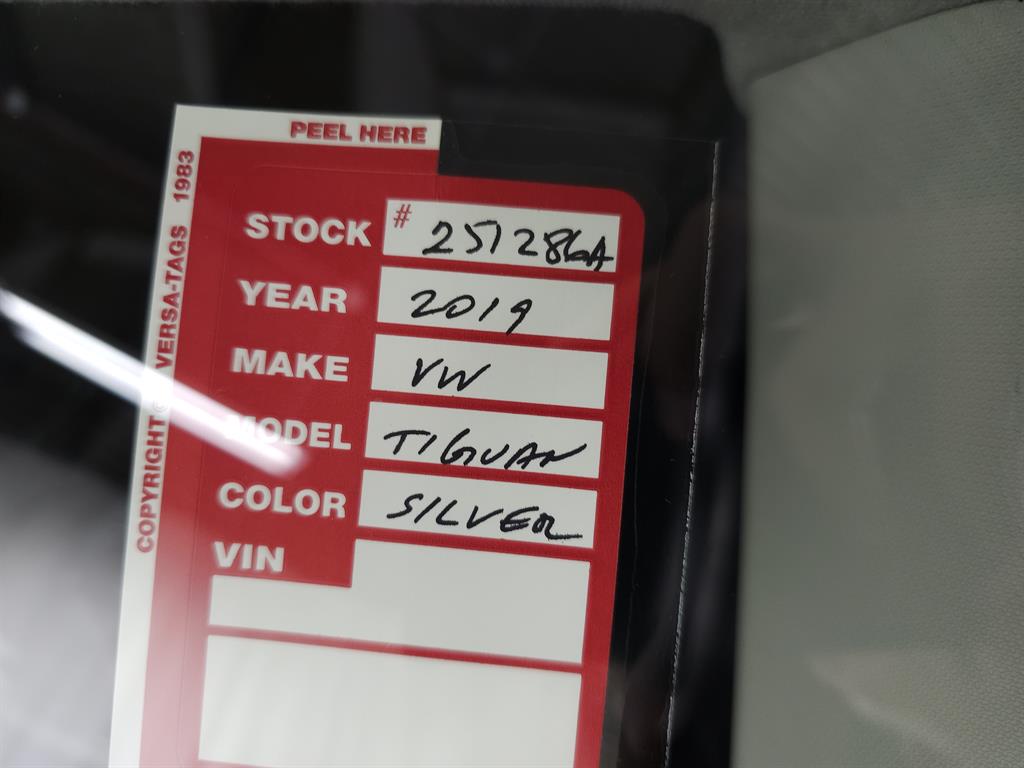 PEEL HERE
COPYRIGHT © VERSA-TAGS 1983
STOCK # 251286A
YEAR 2019
MAKE VW
MODEL TIGUAN
COLOR SILVER
VIN